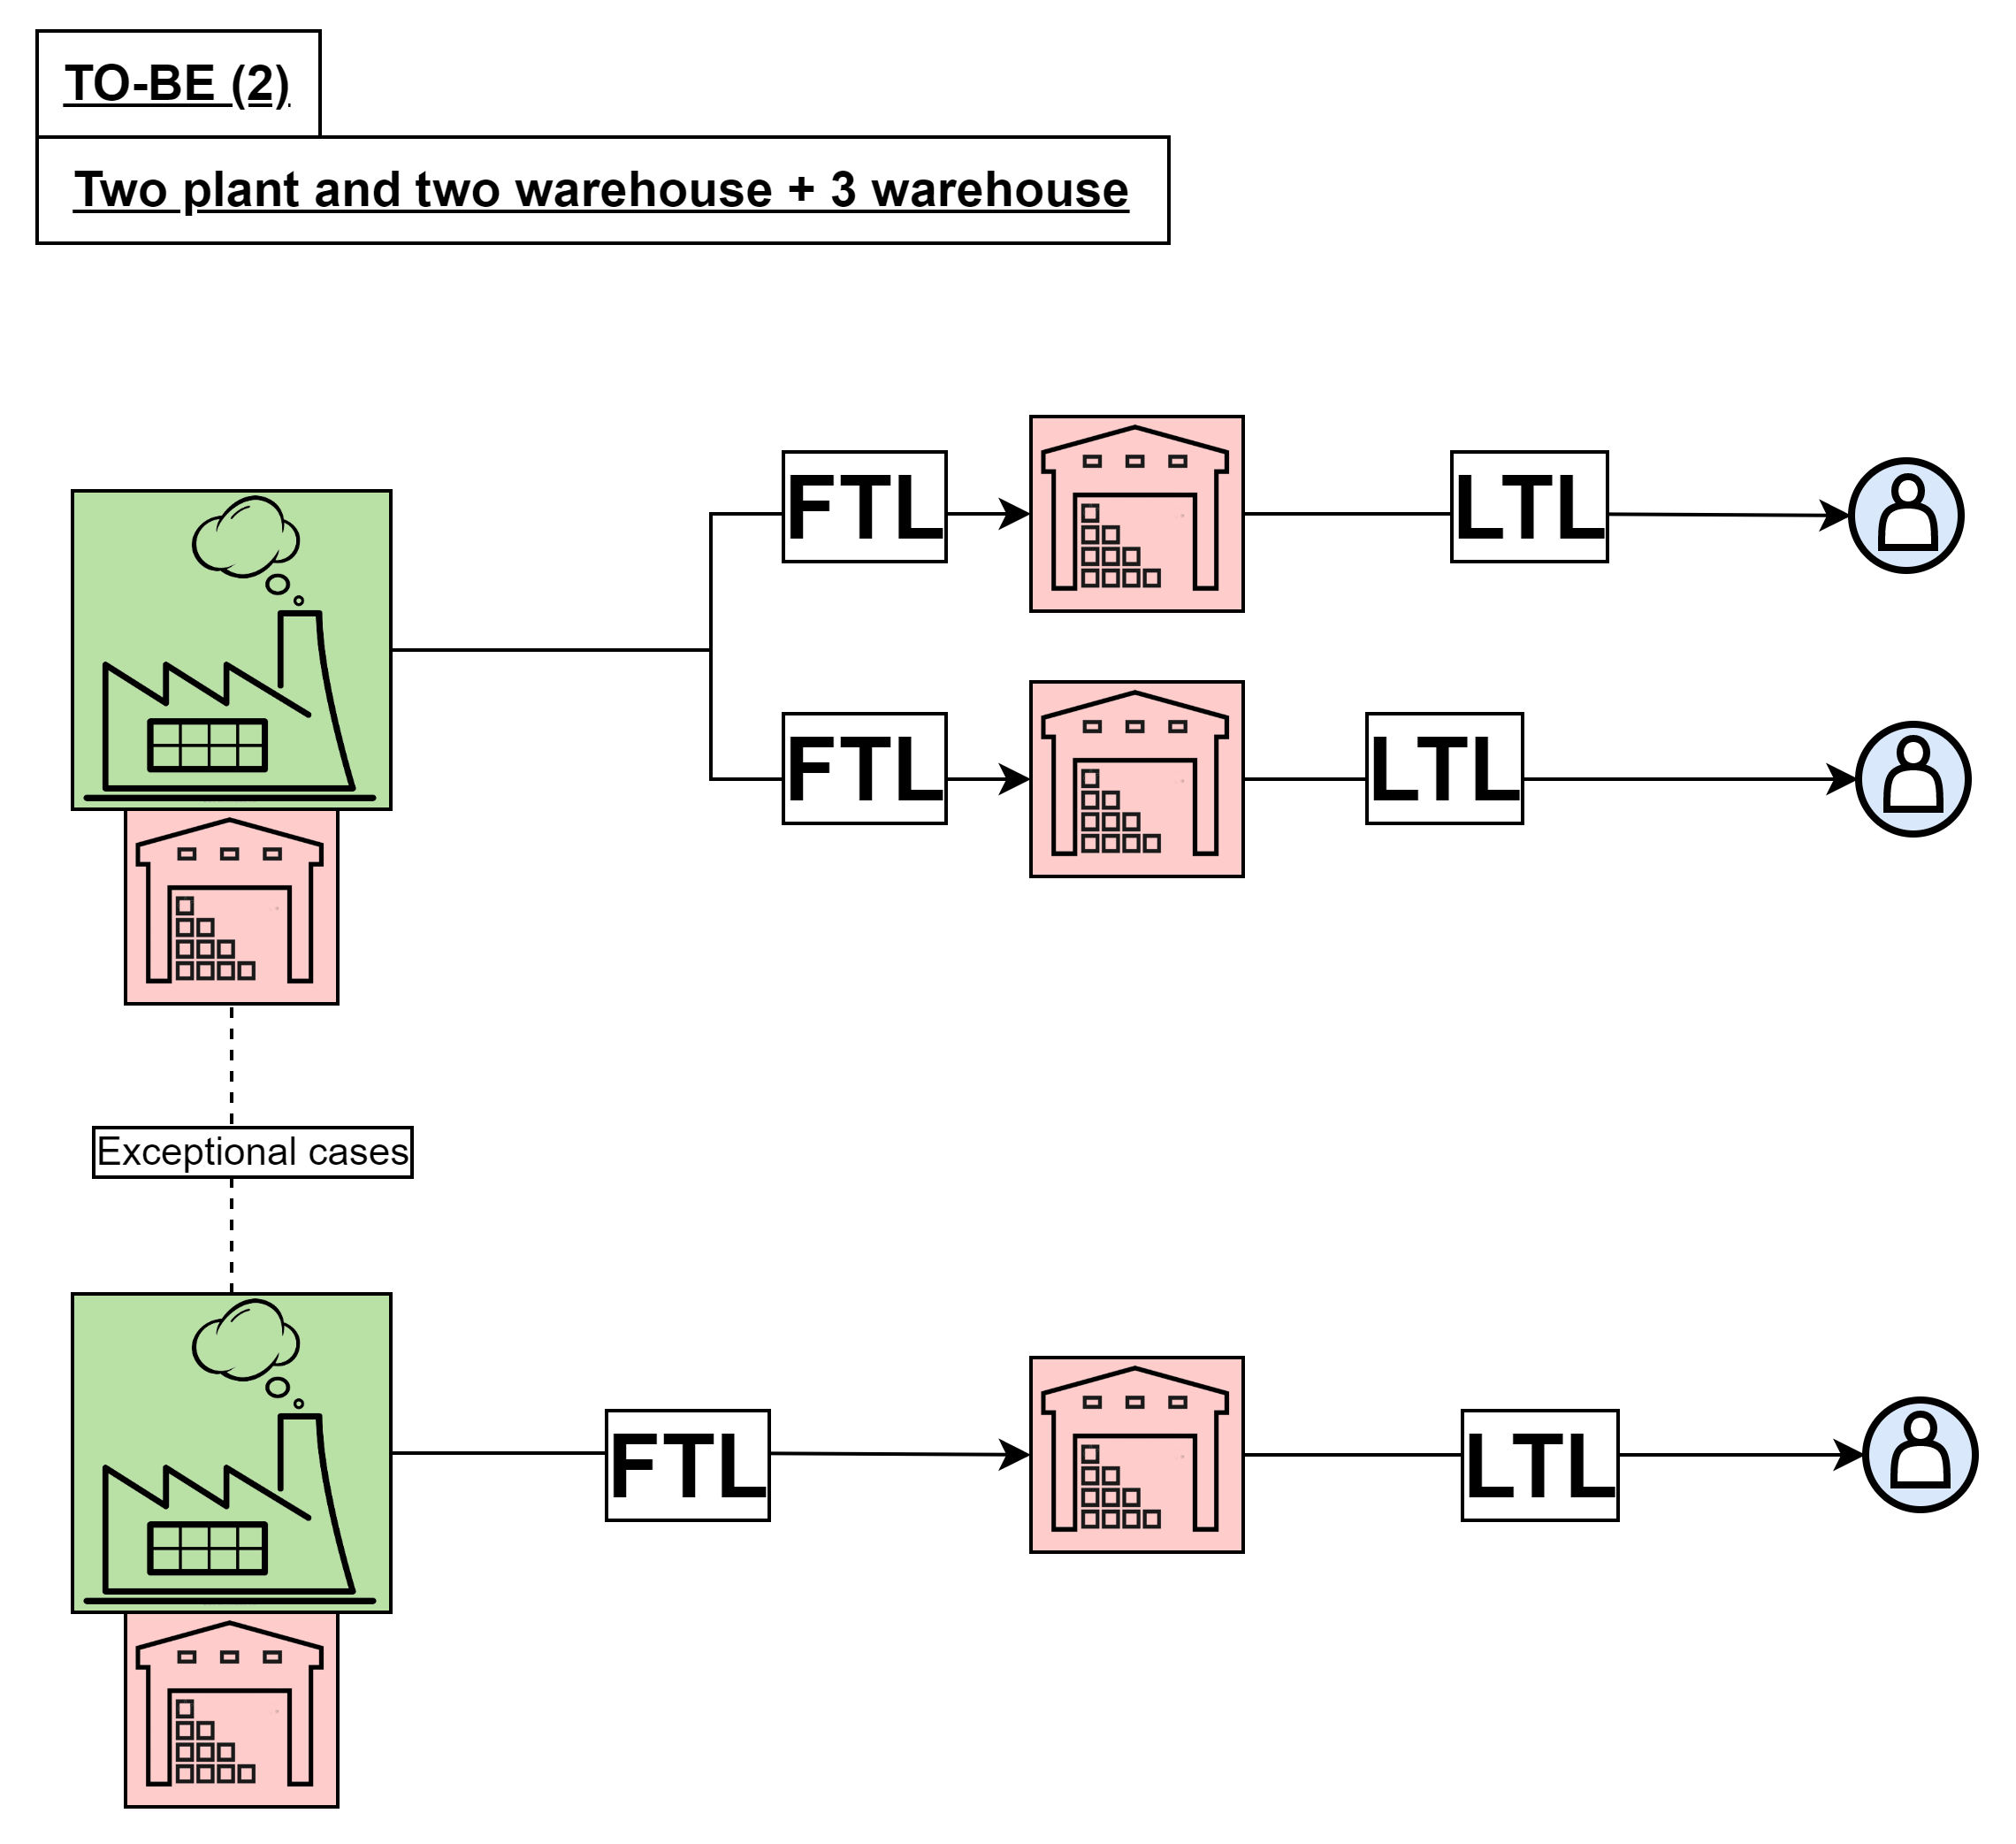 TO-BE (2)
Two plant and two warehouse + 3 warehouse
FTL
LTL
FTL
LTL
Exceptional cases
FTL
LTL